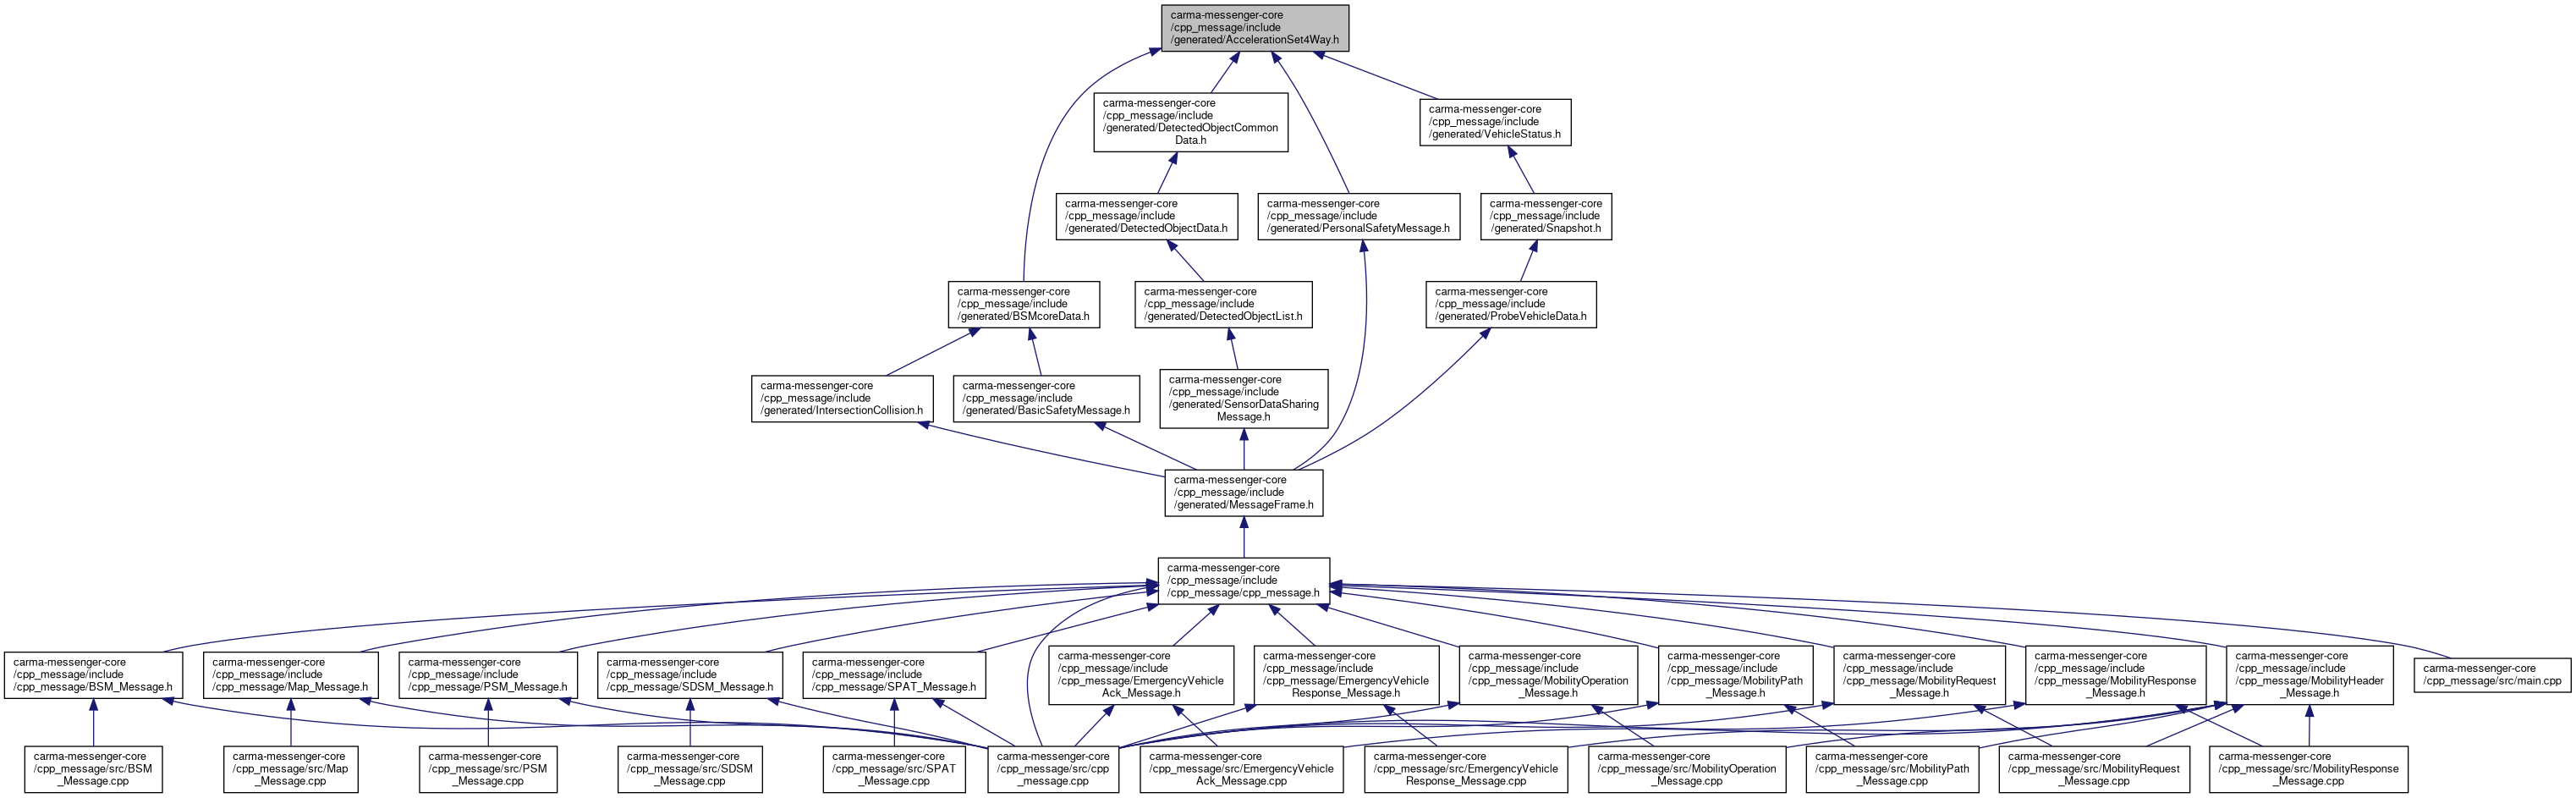 carma-messenger-core
/cpp_message/include
/generated/AccelerationSet4Way.h
carma-messenger-core
/cpp_message/include
/generated/DetectedObjectCommon
Data.h
carma-messenger-core
/cpp_message/include
/generated/VehicleStatus.h
carma-messenger-core
/cpp_message/include
/generated/DetectedObjectData.h
carma-messenger-core
/cpp_message/include
/generated/PersonalSafetyMessage.h
carma-messenger-core
/cpp_message/include
/generated/Snapshot.h
carma-messenger-core
/cpp_message/include
/generated/BSMcoreData.h
carma-messenger-core
/cpp_message/include
/generated/DetectedObjectList.h
carma-messenger-core
/cpp_message/include
/generated/ProbeVehicleData.h
carma-messenger-core
/cpp_message/include
/generated/IntersectionCollision.h
carma-messenger-core
/cpp_message/include
/generated/BasicSafetyMessage.h
carma-messenger-core
/cpp_message/include
/generated/SensorDataSharing
Message.h
carma-messenger-core
/cpp_message/include
/generated/MessageFrame.h
carma-messenger-core
/cpp_message/include
/cpp_message/cpp_message.h
carma-messenger-core
/cpp_message/include
/cpp_message/BSM_Message.h
carma-messenger-core
/cpp_message/include
/cpp_message/Map_Message.h
carma-messenger-core
/cpp_message/include
/cpp_message/PSM_Message.h
carma-messenger-core
/cpp_message/include
/cpp_message/SDSM_Message.h
carma-messenger-core
/cpp_message/include
/cpp_message/SPAT_Message.h
carma-messenger-core
/cpp_message/include
/cpp_message/EmergencyVehicle
Ack_Message.h
carma-messenger-core
/cpp_message/include
/cpp_message/EmergencyVehicle
Response_Message.h
carma-messenger-core
/cpp_message/include
/cpp_message/MobilityOperation
_Message.h
carma-messenger-core
/cpp_message/include
/cpp_message/MobilityPath
_Message.h
carma-messenger-core
/cpp_message/include
/cpp_message/MobilityRequest
_Message.h
carma-messenger-core
/cpp_message/include
/cpp_message/MobilityResponse
_Message.h
carma-messenger-core
/cpp_message/include
/cpp_message/MobilityHeader
_Message.h
carma-messenger-core
/cpp_message/src/main.cpp
carma-messenger-core
/cpp_message/src/BSM
_Message.cpp
carma-messenger-core
/cpp_message/src/Map
_Message.cpp
carma-messenger-core
/cpp_message/src/PSM
_Message.cpp
carma-messenger-core
/cpp_message/src/SDSM
_Message.cpp
carma-messenger-core
/cpp_message/src/SPAT
_Message.cpp
carma-messenger-core
/cpp_message/src/cpp
_message.cpp
carma-messenger-core
/cpp_message/src/EmergencyVehicle
Ack_Message.cpp
carma-messenger-core
/cpp_message/src/EmergencyVehicle
Response_Message.cpp
carma-messenger-core
/cpp_message/src/MobilityOperation
_Message.cpp
carma-messenger-core
/cpp_message/src/MobilityPath
_Message.cpp
carma-messenger-core
/cpp_message/src/MobilityRequest
_Message.cpp
carma-messenger-core
/cpp_message/src/MobilityResponse
_Message.cpp